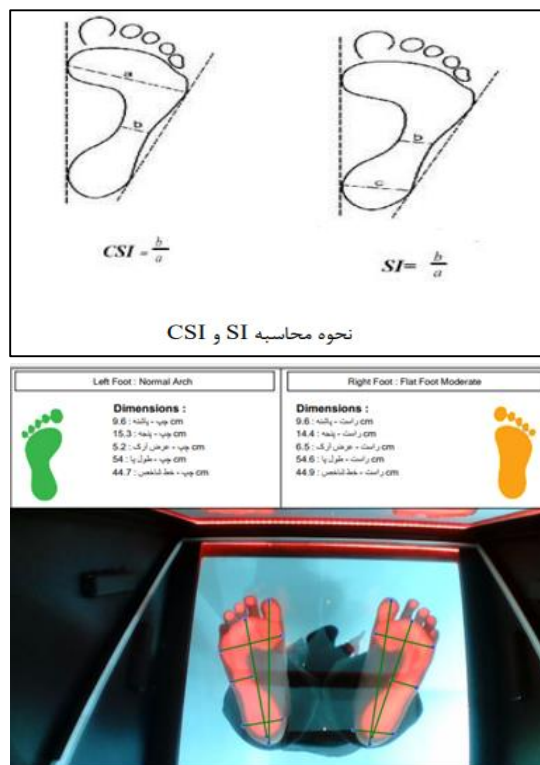 a
b
b
c
CSI = b/a
SI= b/a
نحوه محاسبه SI و CSI
Left Foot : Normal Arch
Right Foot : Flat Foot Moderate
Dimensions :
9.6 : چپ - پاشنه cm
15.3 : چپ - پنجه cm
5.2 : چپ - عرض ارک cm
54 : چپ - طول پا cm
44.7 : چپ - خط شاخص cm
Dimensions :
9.6 : راست - پاشنه cm
14.4 : راست - پنجه cm
6.5 : راست - عرض ارک cm
54.6 : راست - طول پا cm
44.9 : راست - خط شاخص cm